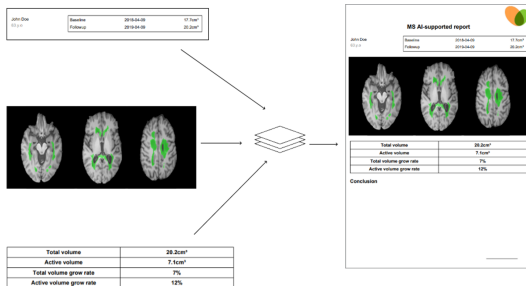 John Doe Baseline 2018-04-09 17.7cm³
Followup 2019-04-09 20.2cm³
Total volume 20.2cm³
Active volume 7.1cm³
Total volume grow rate 7%
Active volume grow rate 12%
MS AI-supported report
John Doe Baseline 2018-04-09 17.7cm³
Followup 2019-04-09 20.2cm³
Total volume 20.2cm³
Active volume 7.1cm³
Total volume grow rate 7%
Active volume grow rate 12%
Conclusion